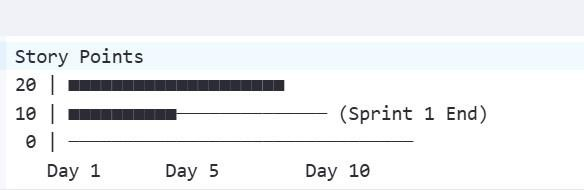 Story Points
20 | ■■■■■■■■■■■■■■■■■■■■
10 | ■■■■■■■■■■────────────── (Sprint 1 End)
0 | ────────────────────────────────
Day 1 Day 5 Day 10